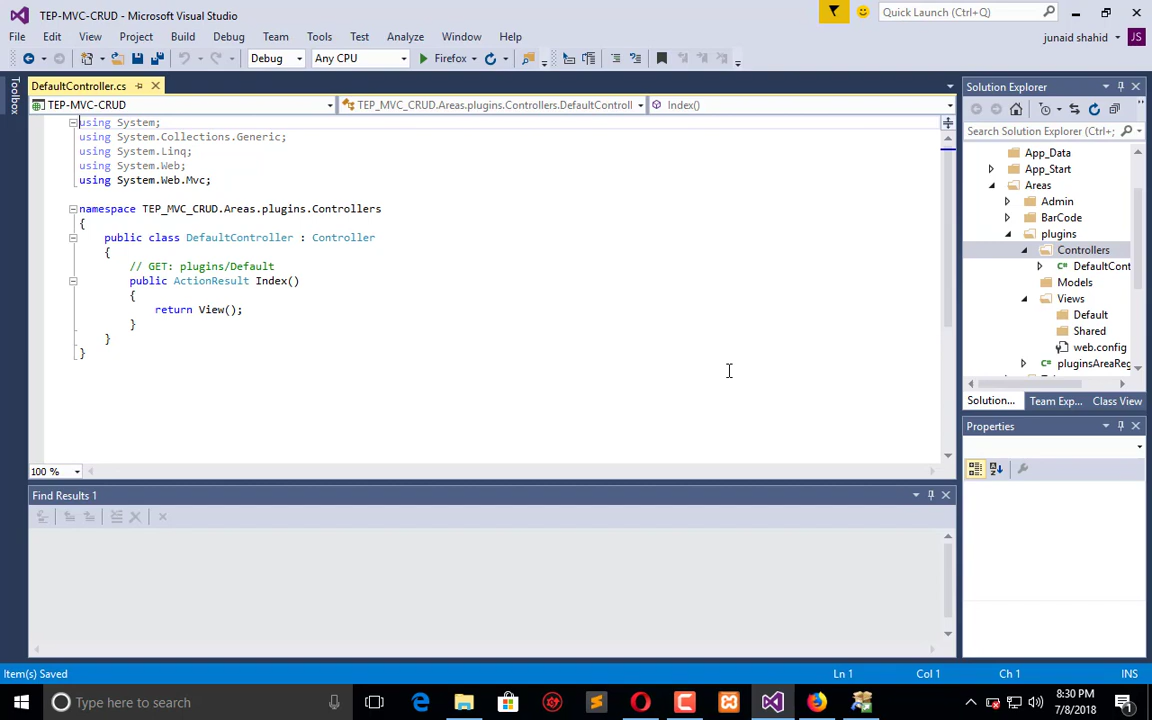 TEP-MVC-CRUD - Microsoft Visual Studio
Quick Launch (Ctrl+Q)
File Edit View Project Build Debug Team Tools Test Analyze Window Help
junaid shahid
JS
Debug Any CPU Firefox
Toolbox
DefaultController.cs
TEP-MVC-CRUD
TEP_MVC_CRUD.Areas.plugins.Controllers.DefaultControll
Index()
using System;
using System.Collections.Generic;
using System.Linq;
using System.Web;
using System.Web.Mvc;
namespace TEP_MVC_CRUD.Areas.plugins.Controllers
{
public class DefaultController : Controller
{
// GET: plugins/Default
public ActionResult Index()
{
return View();
}
}
}
100 %
Solution Explorer
Search Solution Explorer (Ctrl+;)
App_Data
App_Start
Areas
Admin
BarCode
plugins
Controllers
DefaultCont
Models
Views
Default
Shared
web.config
pluginsAreaReg
Solution... Team Exp... Class View
Properties
Find Results 1
Item(s) Saved
Ln 1 Col 1 Ch 1 INS
Type here to search
8:30 PM
7/8/2018
1